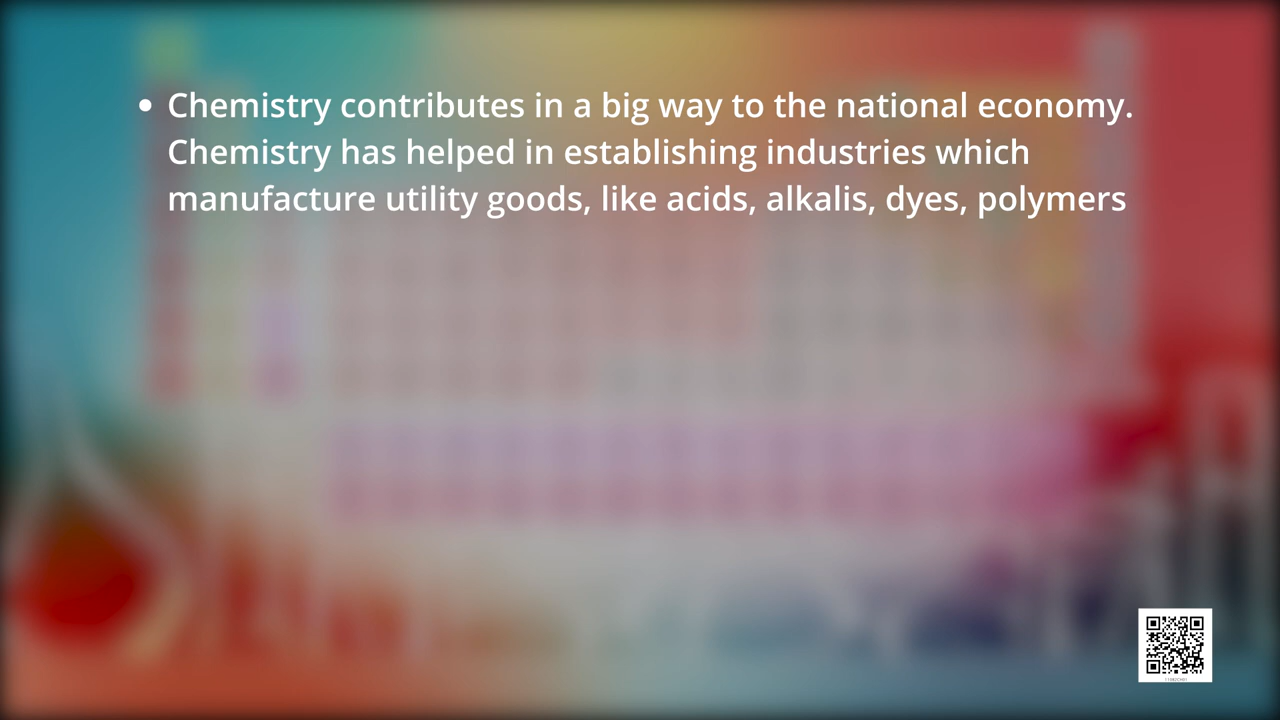 • Chemistry contributes in a big way to the national economy.
Chemistry has helped in establishing industries which
manufacture utility goods, like acids, alkalis, dyes, polymers